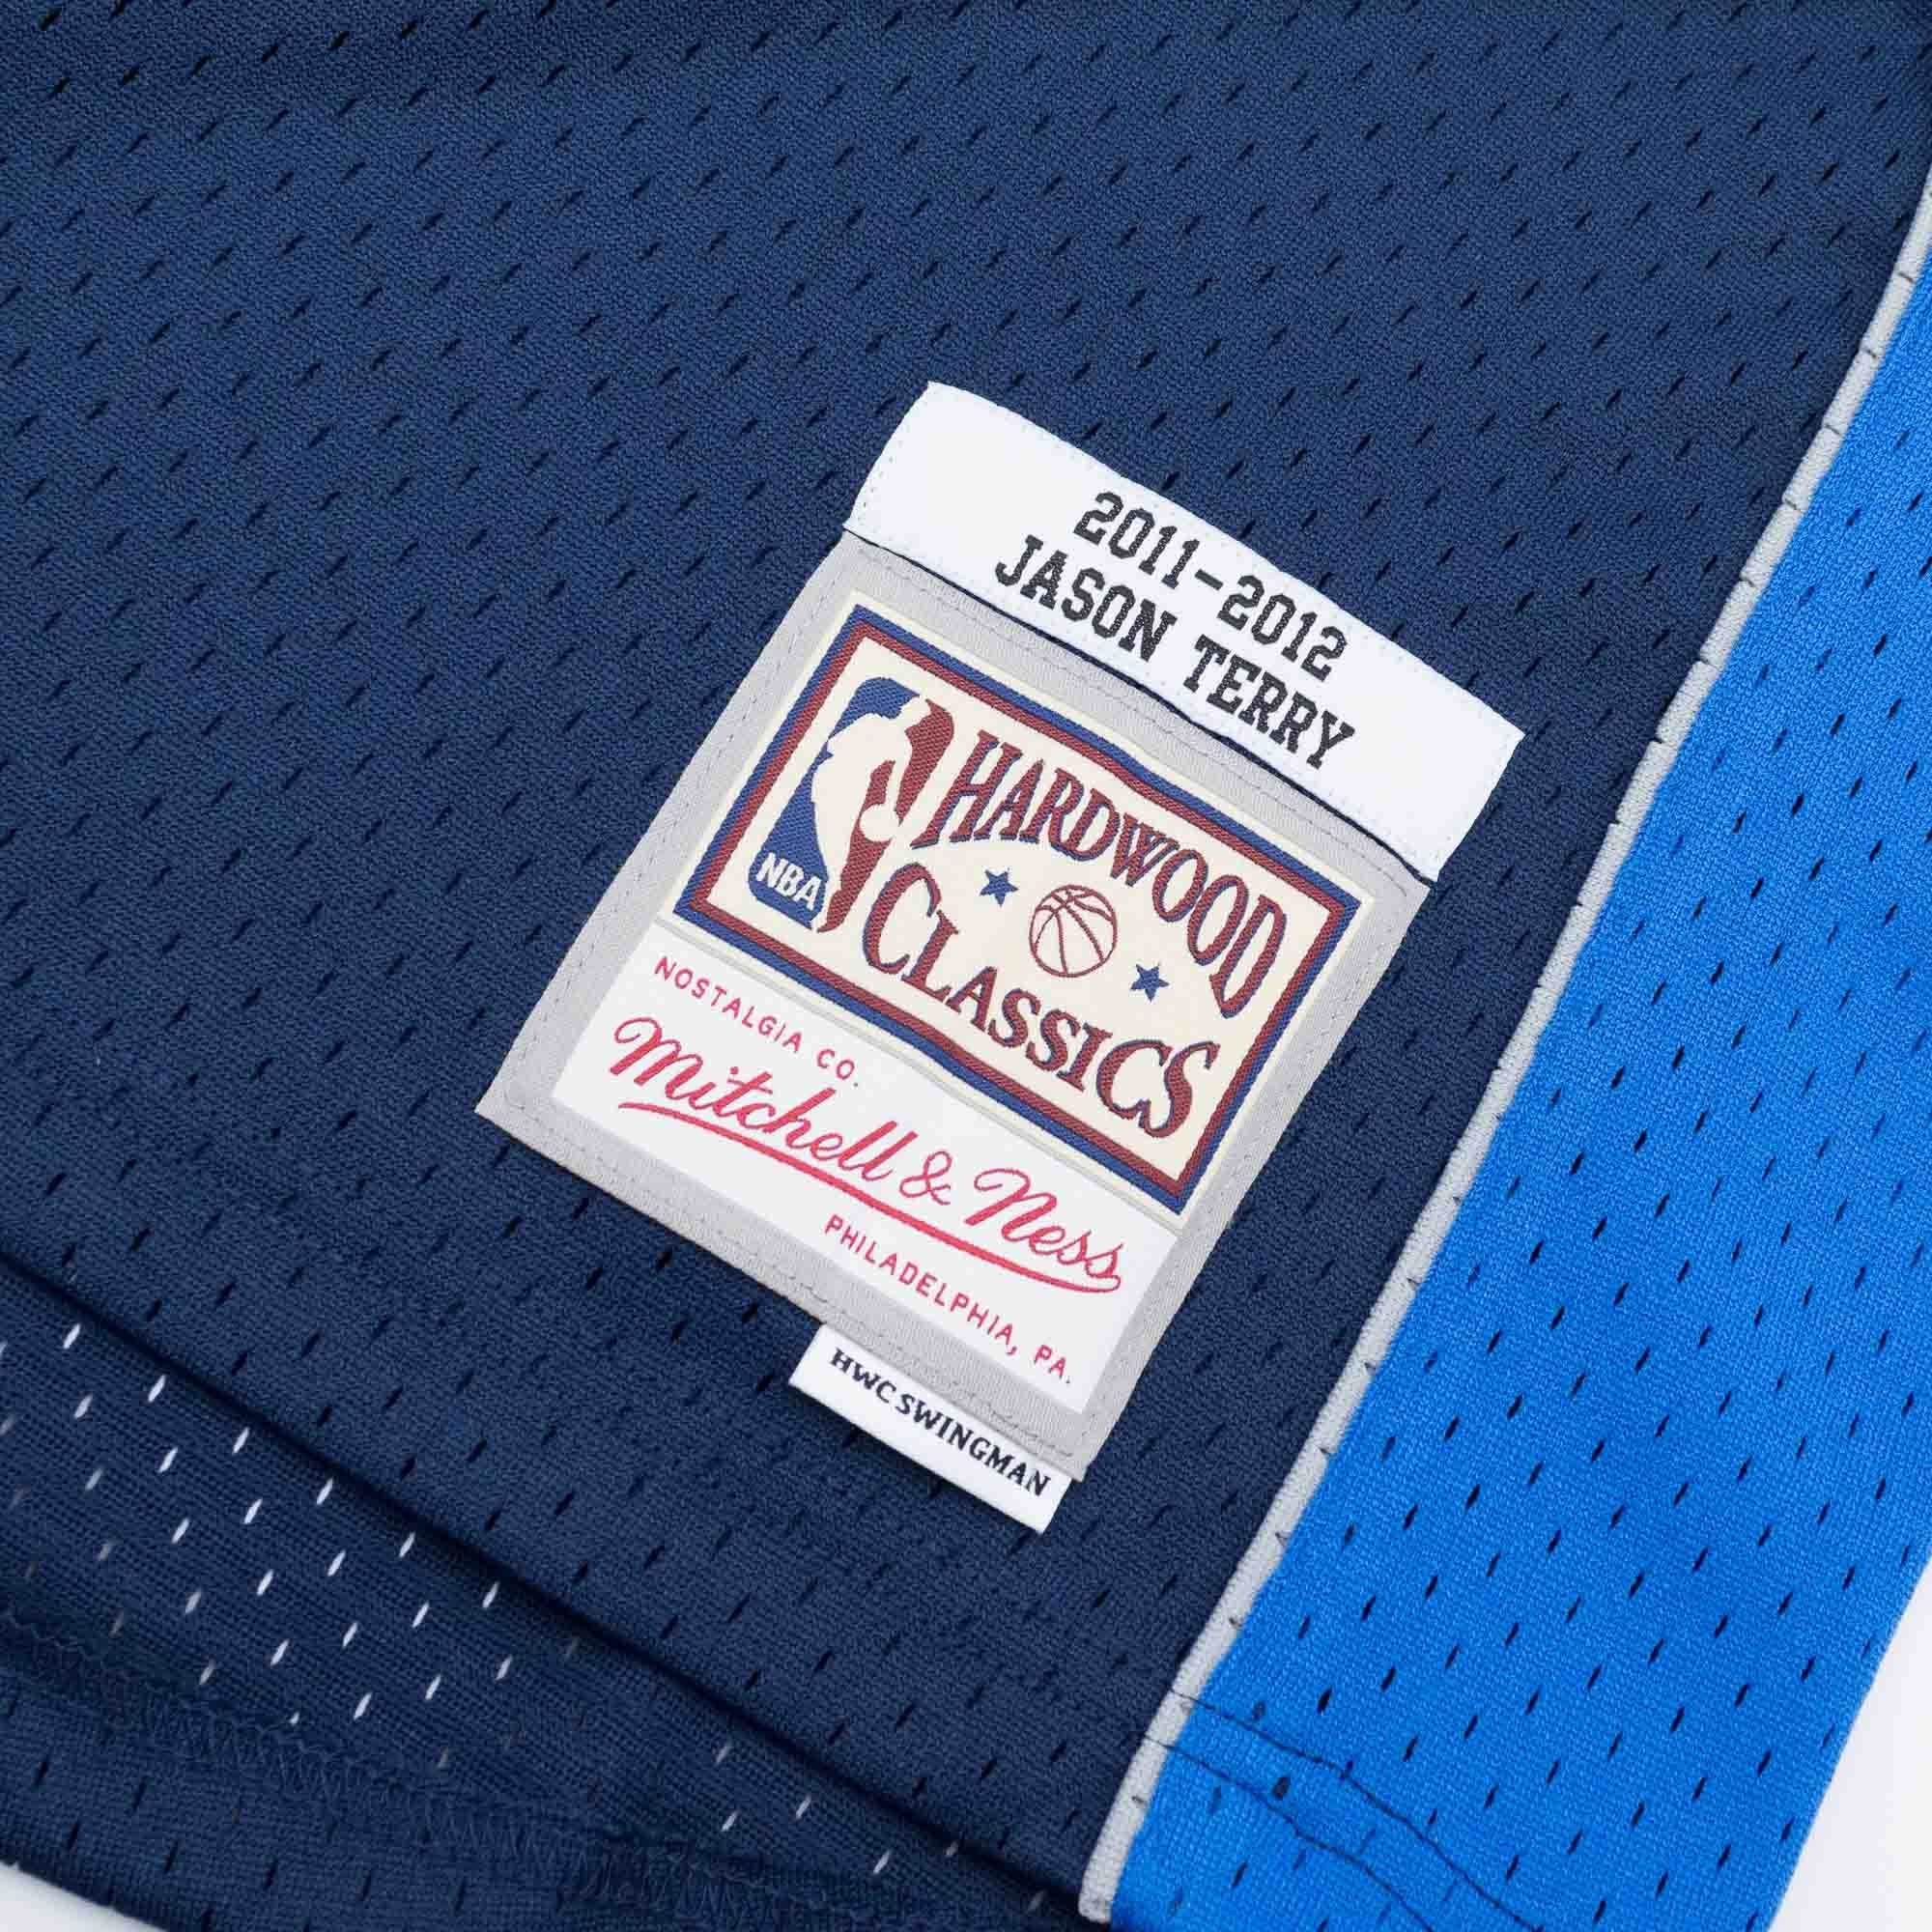 2011-2012
JASON TERRY
HARDWOOD
NBA
CLASSICS
NOSTALGIA CO.
Mitchell & Ness
PHILADELPHIA, PA.
HWC SWINGMAN